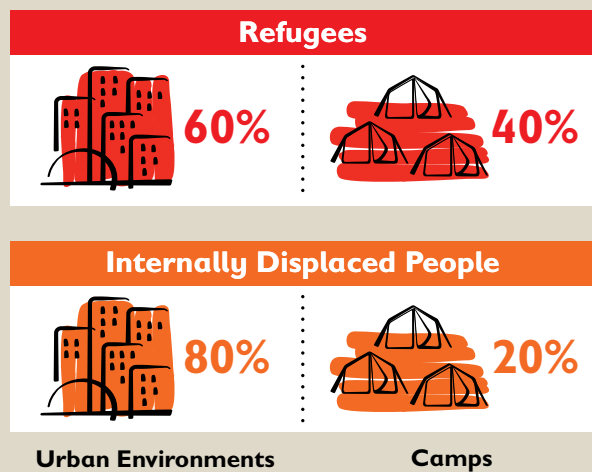 Refugees
60%
40%
Internally Displaced People
80%
20%
Urban Environments
Camps